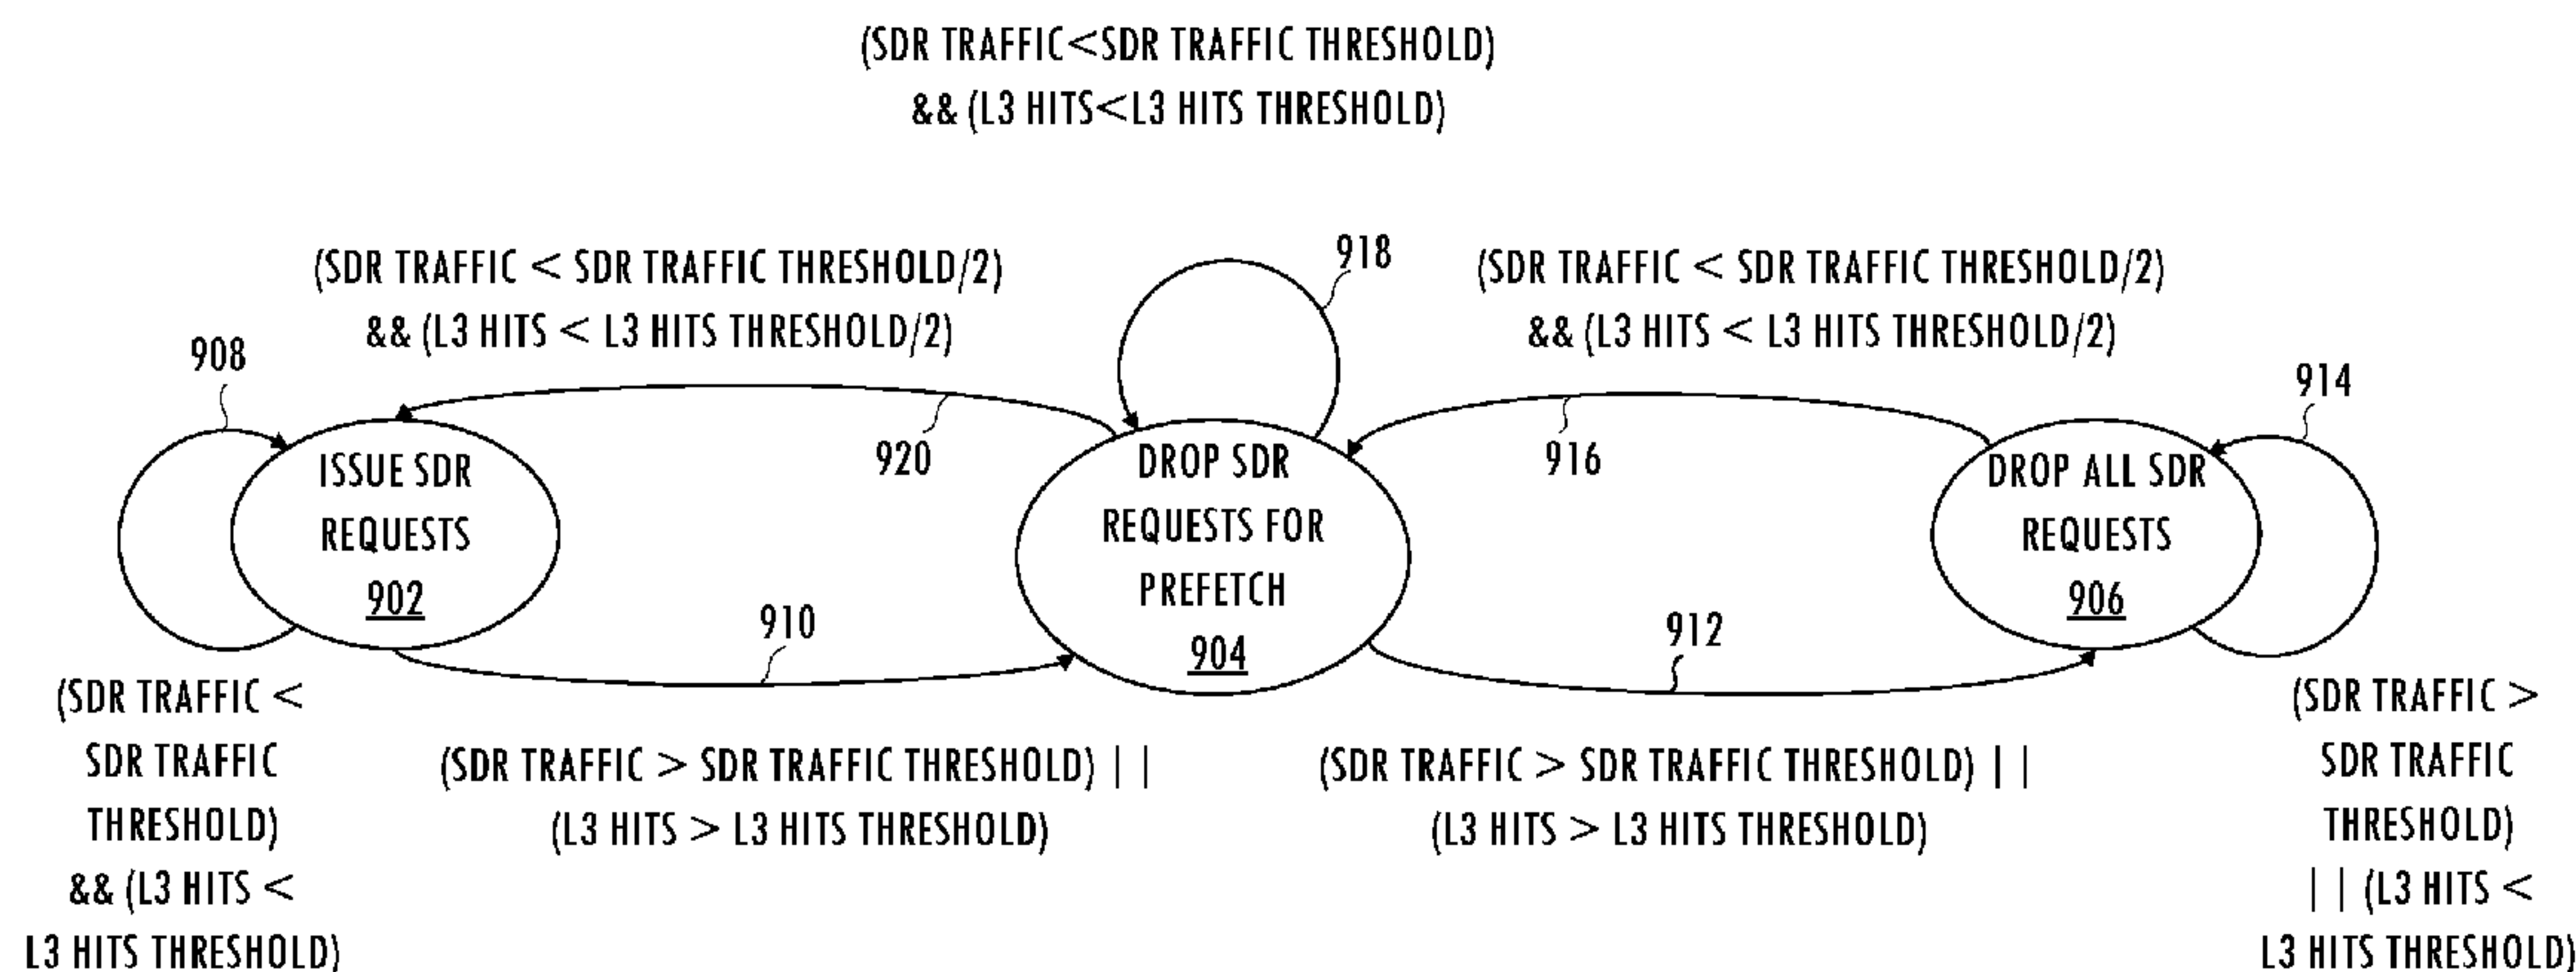 (SDR TRAFFIC<SDR TRAFFIC THRESHOLD)
&& (L3 HITS<L3 HITS THRESHOLD)
(SDR TRAFFIC < SDR TRAFFIC THRESHOLD/2)
&& (L3 HITS < L3 HITS THRESHOLD/2)
918
(SDR TRAFFIC < SDR TRAFFIC THRESHOLD/2)
&& (L3 HITS < L3 HITS THRESHOLD/2)
908
920
916
914
ISSUE SDR
REQUESTS
902
DROP SDR
REQUESTS FOR
PREFETCH
904
DROP ALL SDR
REQUESTS
906
910
912
(SDR TRAFFIC <
SDR TRAFFIC
THRESHOLD)
&& (L3 HITS <
L3 HITS THRESHOLD)
(SDR TRAFFIC > SDR TRAFFIC THRESHOLD) | |
(L3 HITS > L3 HITS THRESHOLD)
(SDR TRAFFIC > SDR TRAFFIC THRESHOLD) | |
(L3 HITS > L3 HITS THRESHOLD)
(SDR TRAFFIC >
SDR TRAFFIC
THRESHOLD)
| | (L3 HITS <
L3 HITS THRESHOLD)